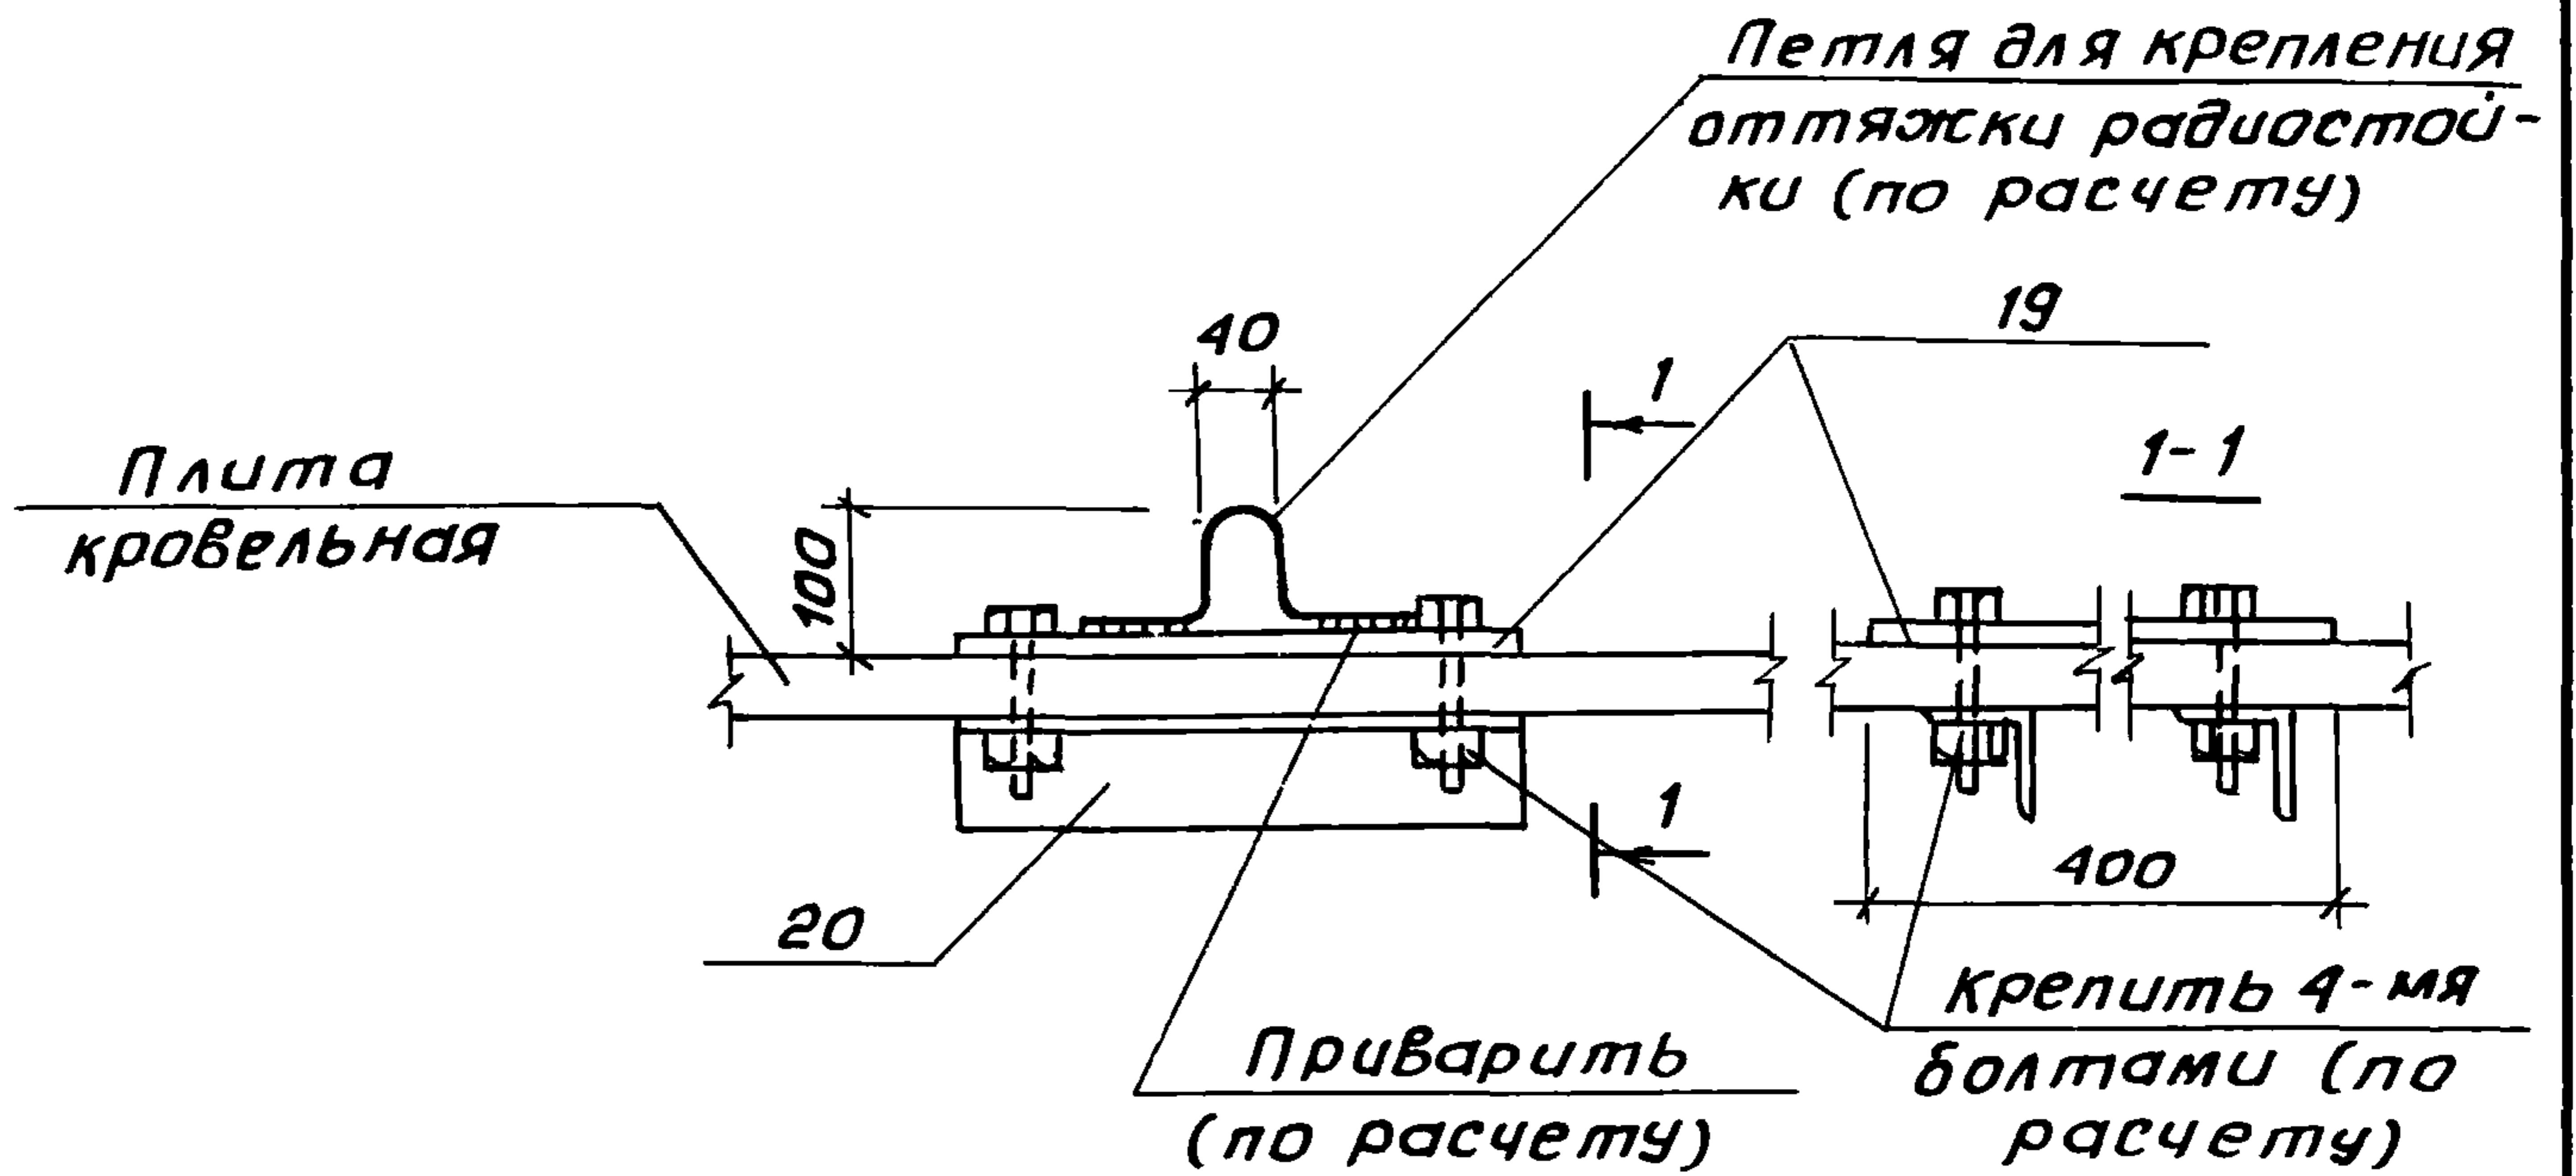 Петля для крепления
оттяжки радиостой-
ки (по расчету)
19
40
1
1-1
Плита
кровельная
100
1
400
20
крепить 4-мя
болтами (по
расчету)
Приварить
(по расчету)